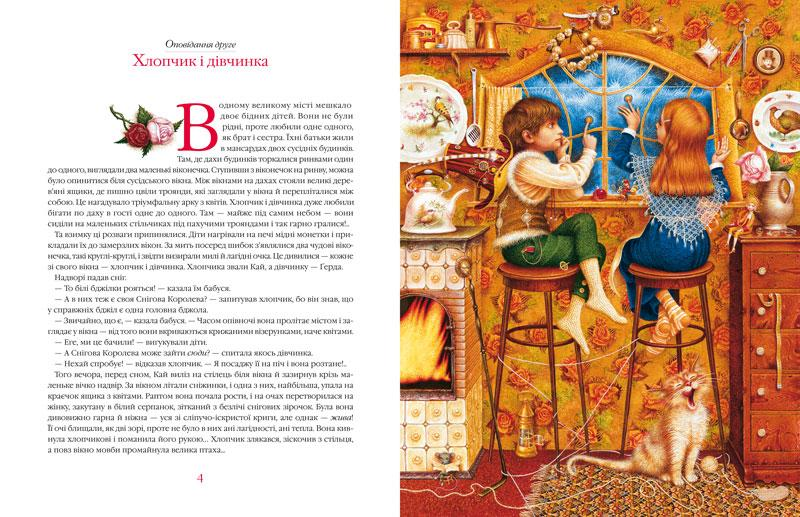 Оповідання друге
Хлопчик і дівчинка
В одному великому місті мешкало
двоє бідних дітей. Вони не були
рідні, проте любили одне одного,
як брат і сестра. Їхні батьки жили
в мансардах двох сусідніх будинків.
Там, де дахи будинків торкалися ринвами один
до одного, виглядали два маленькі віконечка. Ступивши з віконечок на ринву, можна
було опинитися біля сусідського вікна. Між вікнами на дахах стояли великі дерев'яні
ящики, де пишно цвіли троянди, які заглядали у вікна й перепліталися між
собою. Це нагадувало тріумфальну арку з квітів. Хлопчик і дівчинка дуже любили
бігати по даху в гості одне до одного. Там — майже під самим небом — вони
сиділи на маленьких стільчиках під пахучими трояндами і так гарно гралися!..
Та взимку ці розваги припинялися. Діти нагрівали на печі мідні монетки і при-
кладали їх до замерзлих вікон. За мить посеред шибок з'являлися два чудові віко-
нечка, такі круглі-круглі, і звідти визирали милі й лагідні очка. Це дивилися — кожне
зі свого вікна — хлопчик і дівчинка. Хлопчика звали Кай, а дівчинку — Ґерда.
Надворі падав сніг.
— То білі бджілки рояться! — казала їм бабуся.
— А в них теж є своя Снігова Королева? — запитував хлопчик, бо він знав, що
у справжніх бджіл є одна головна бджола.
— Звичайно, що є, — казала бабуся. — Часом опівночі вона пролітає містом і за-
глядає у вікна — від того вони вкриваються крижаними візерунками, наче квітами.
— Еге, ми це бачили! — вигукували діти.
— А Снігова Королева може зайти сюди? — спитала якось дівчинка.
— Нехай спробує! — відказав хлопчик. — Я посаджу її на піч і вона розтане!..
Того вечора, перед сном, Кай виліз на стілець біля вікна й зазирнув крізь ма-
леньке вічко надвір. За вікном літали сніжинки, і одна з них, найбільша, упала на
краєчок ящика з квітами. Раптом вона почала рости, і на очах перетворилася на
жінку, закутану в білий серпанок, зітканий з безлічі снігових зірочок. Була вона
дивовижно гарна й ніжна — уся зі сліпучо-іскристої криги, але однак — жива!
Її очі блищали, як дві зорі, проте не було в них ані лагідності, ані тепла. Вона кив-
нула хлопчикові і поманила його рукою... Хлопчик злякався, зіскочив з стільця,
а повз вікно мовби промайнула велика птаха...
4